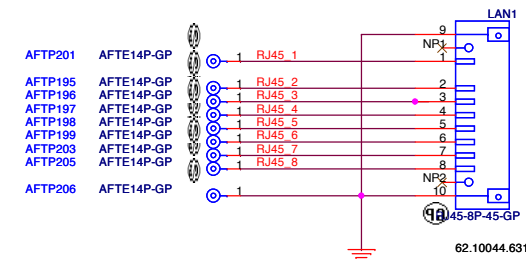 LAN1
9
NP1
AFTP201 AFTE14P-GP 1 RJ45_1 1
AFTP195 AFTE14P-GP 1 RJ45_2 2
AFTP196 AFTE14P-GP 1 RJ45_3 3
AFTP197 AFTE14P-GP 1 RJ45_4 4
AFTP198 AFTE14P-GP 1 RJ45_5 5
AFTP199 AFTE14P-GP 1 RJ45_6 6
AFTP203 AFTE14P-GP 1 RJ45_7 7
AFTP205 AFTE14P-GP 1 RJ45_8 8
NP2
AFTP206 AFTE14P-GP 1 10
RJ45-8P-45-GP
62.10044.631